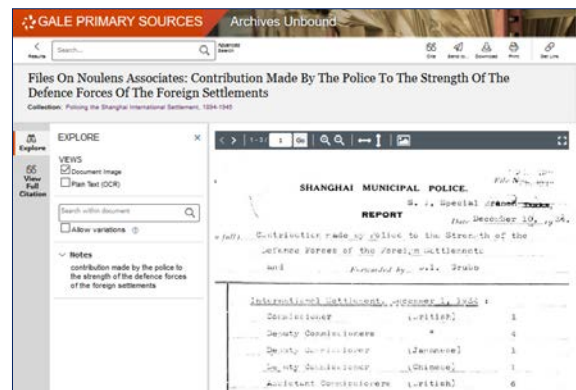 GALE PRIMARY SOURCES
Archives Unbound
Results
Search...
Advanced Search
Cite
Send to...
Download
Print
Get Link
Files On Noulens Associates: Contribution Made By The Police To The Strength Of The
Defence Forces Of The Foreign Settlements
Collection: Policing the Shanghai International Settlement, 1894-1945
Explore
View
Full
Citation
EXPLORE
VIEWS
Document Image
Plain Text (OCR)
Search within document
Allow variations
Notes
contribution made by the police to
the strength of the defence forces
of the foreign settlements
1 Go
SHANGHAI MUNICIPAL POLICE.
File No.
S. 1, Special Branch
REPORT
Date December 10,
Contribution made by Police to the Strength of the
Defence Forces of the Foreign Settlements
and Forwarded by
International Settlement, December 1,
Commissioner (British) 1
Deputy Commissioners " 4
Deputy Commissioner (Japanese) 1
Deputy Commissioner (Chinese) 1
Assistant Commissioners (British) 6